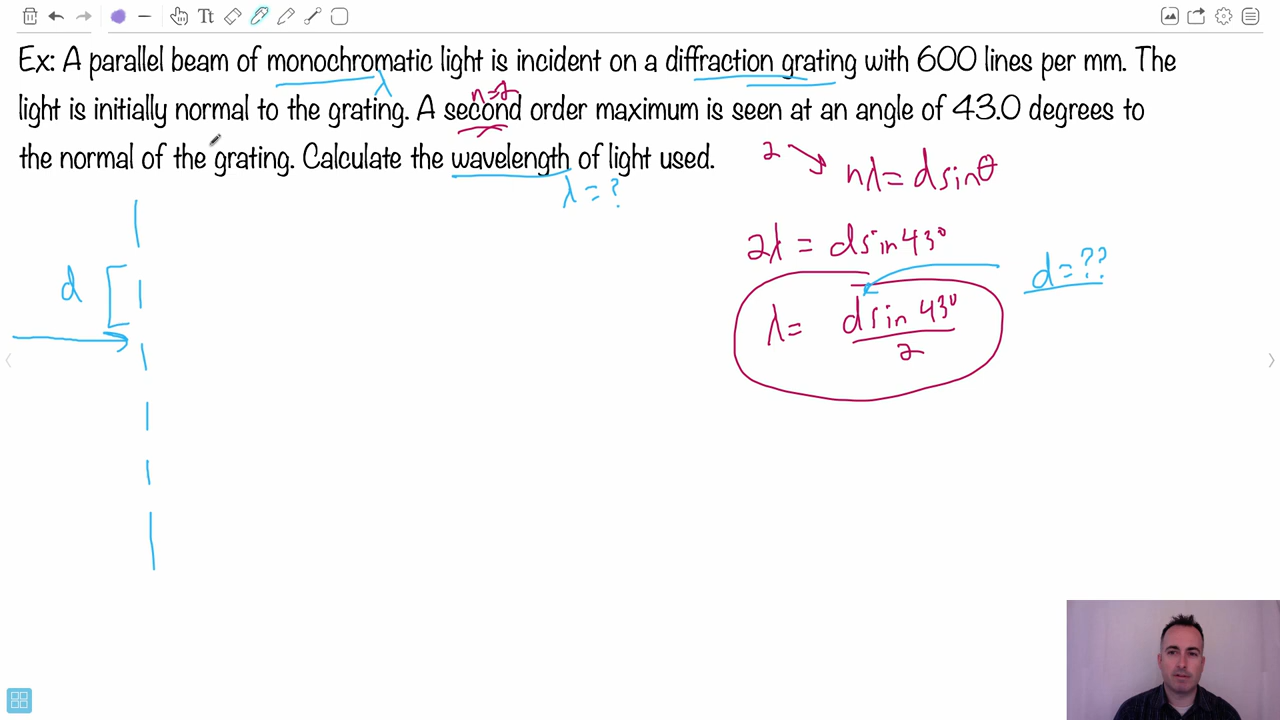 Tt
Ex: A parallel beam of monochromatic light is incident on a diffraction grating with 600 lines per mm. The
λ
n=2
light is initially normal to the grating. A second order maximum is seen at an angle of 43.0 degrees to
the normal of the grating. Calculate the wavelength of light used.
λ = ?
2
nλ = dsinθ
2λ = dsin43°
d = ??
d
λ = dsin43°
2